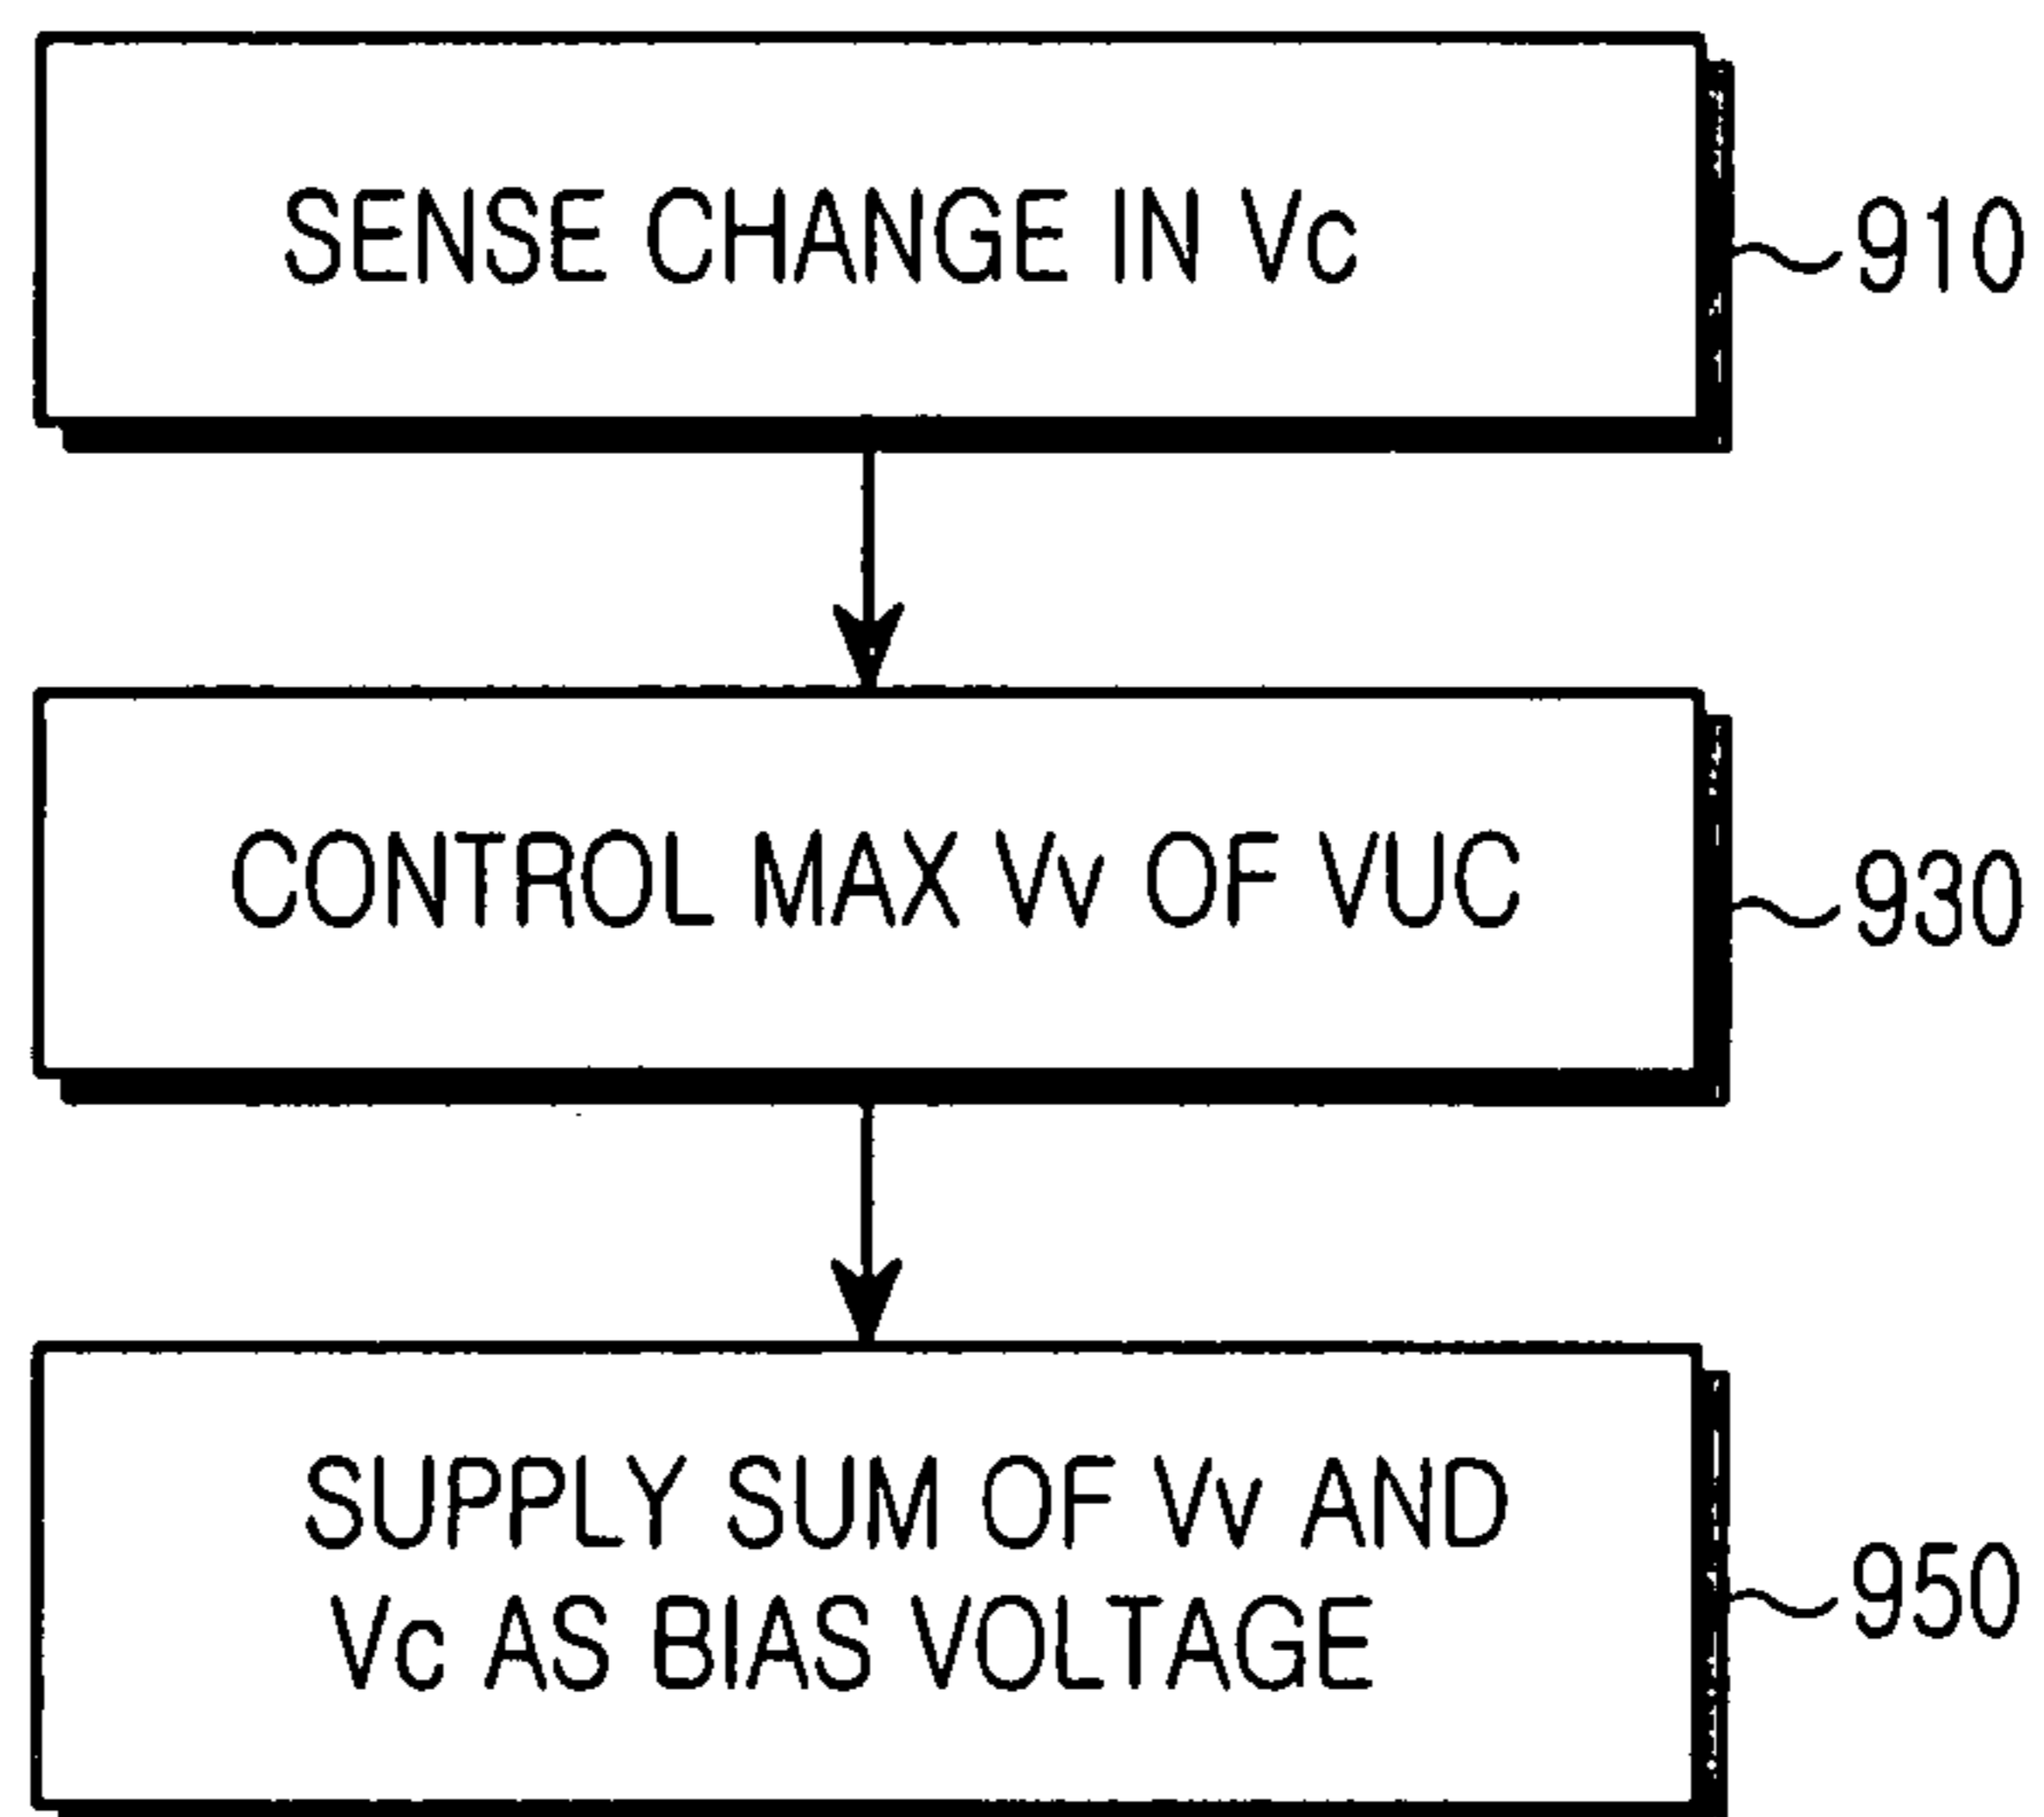 SENSE CHANGE IN Vc
910
CONTROL MAX Vv OF VUC
930
SUPPLY SUM OF Vv AND
Vc AS BIAS VOLTAGE
950